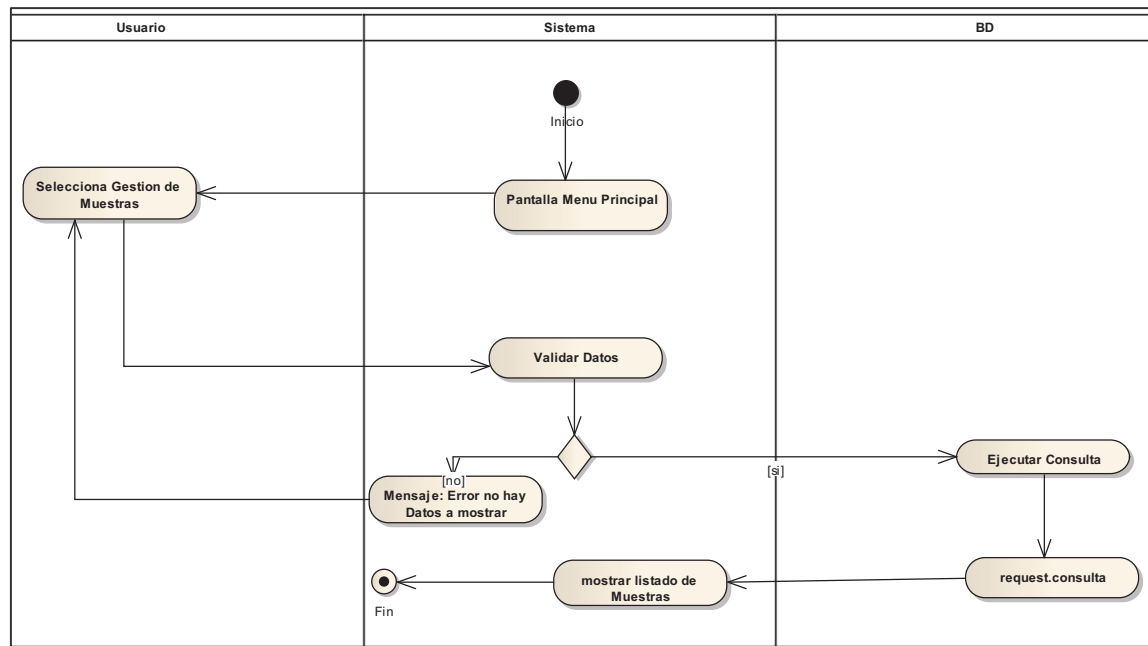 Usuario
Sistema
BD
Inicio
Selecciona Gestion de
Muestras
Pantalla Menu Principal
Validar Datos
[no]
[si]
Ejecutar Consulta
Mensaje: Error no hay
Datos a mostrar
request.consulta
mostrar listado de
Muestras
Fin